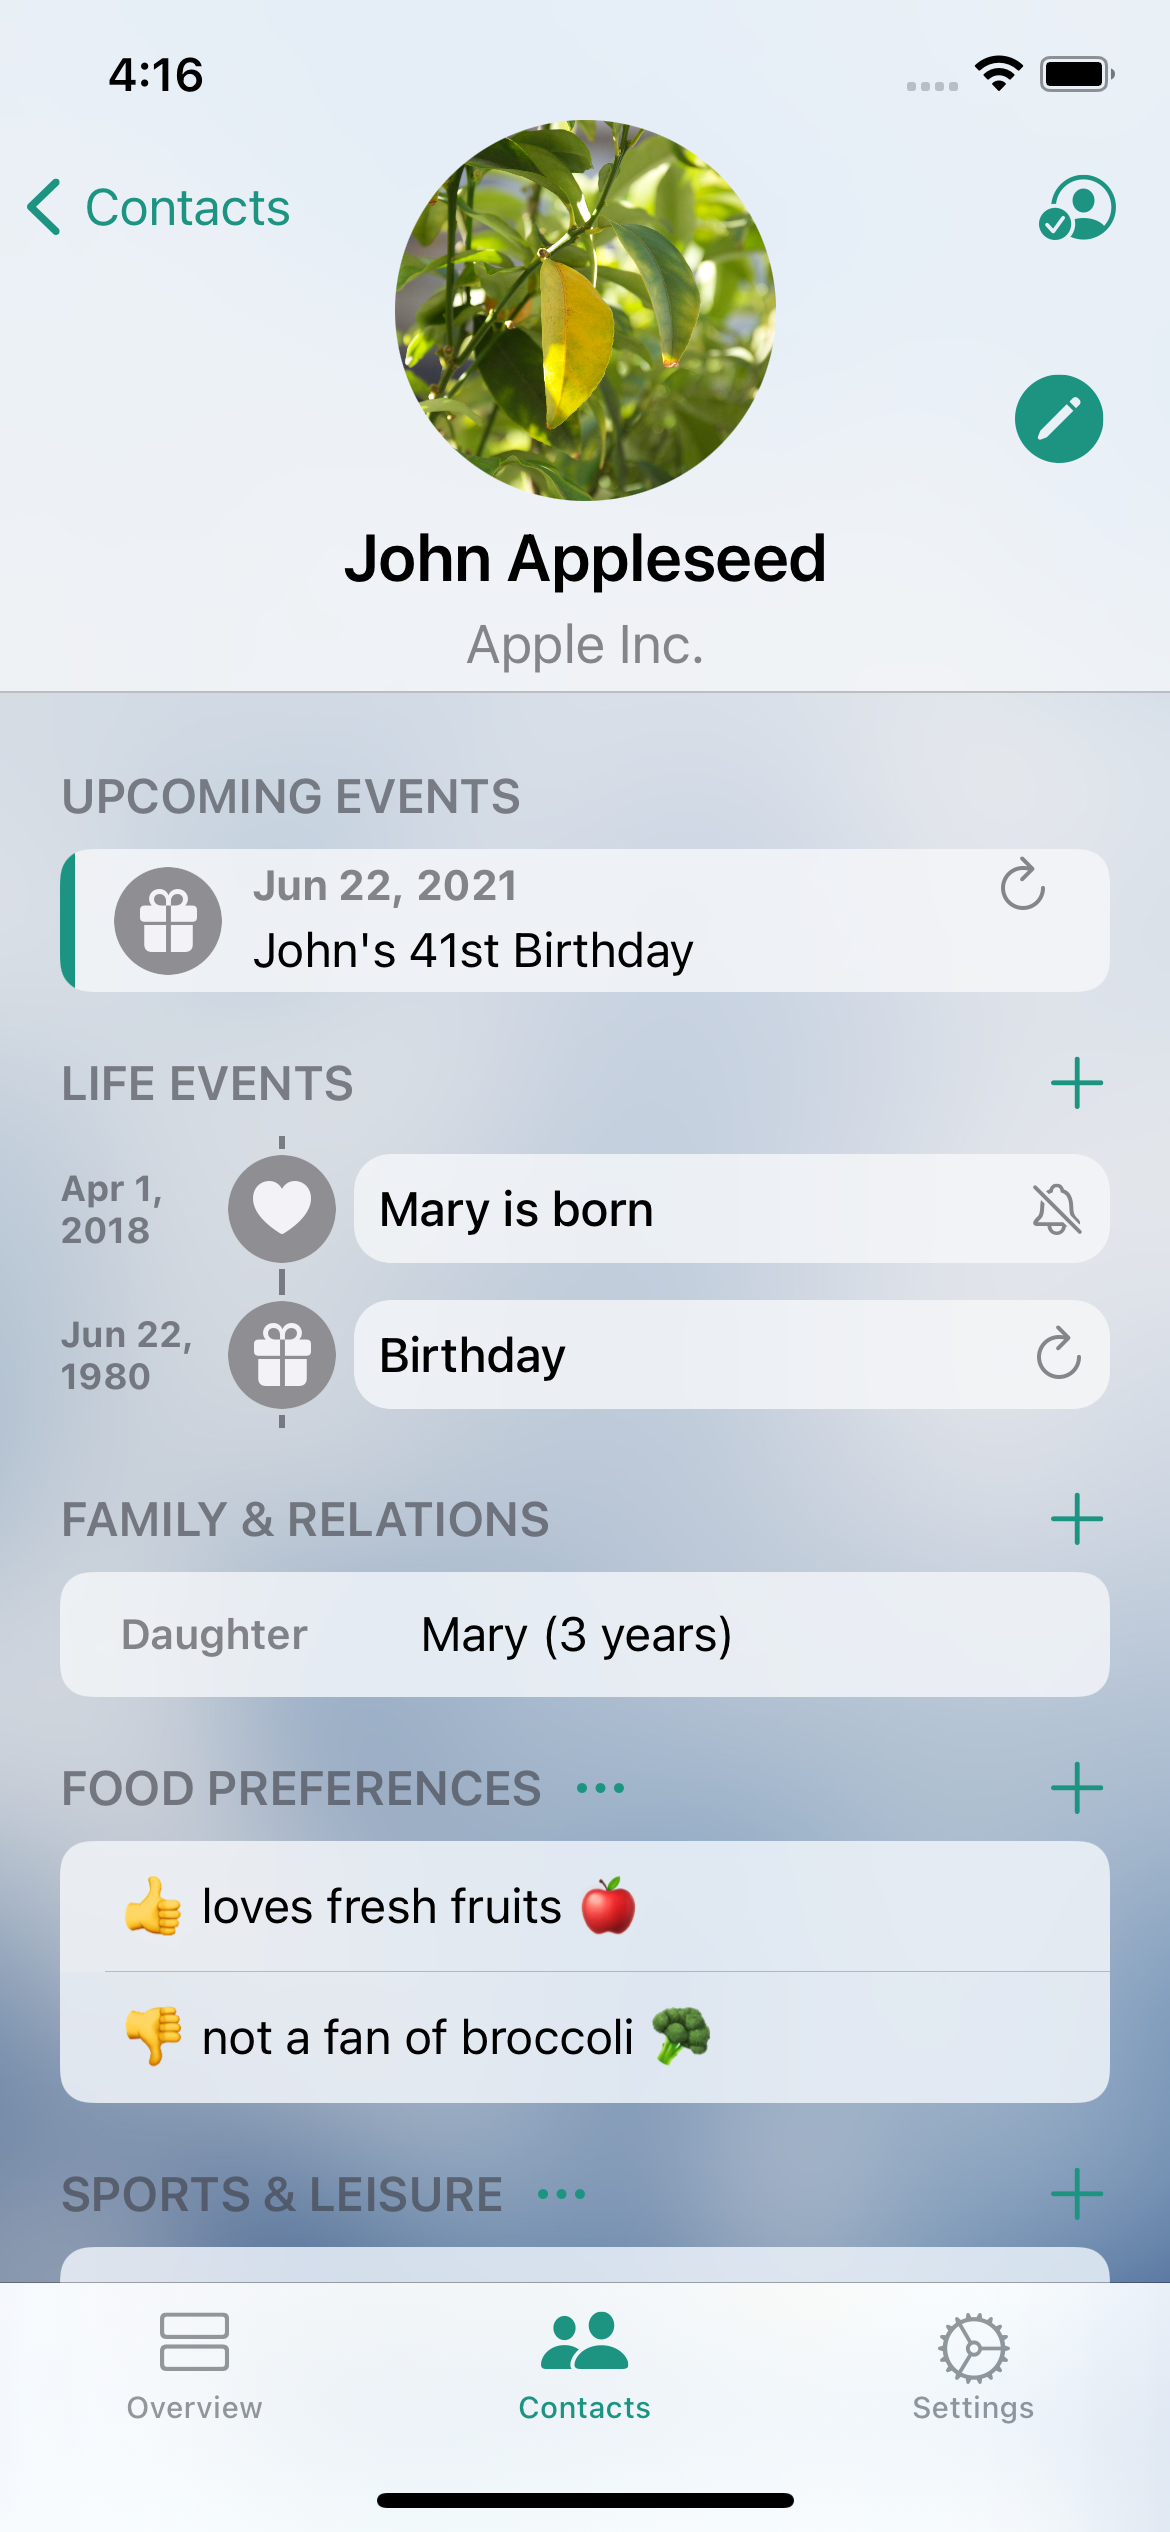 4:16
Contacts
John Appleseed
Apple Inc.
UPCOMING EVENTS
Jun 22, 2021
John's 41st Birthday
LIFE EVENTS
Apr 1,
2018
Mary is born
Jun 22,
1980
Birthday
FAMILY & RELATIONS
Daughter
Mary (3 years)
FOOD PREFERENCES
👍 loves fresh fruits 🍎
👎 not a fan of broccoli 🥦
SPORTS & LEISURE
Overview
Contacts
Settings